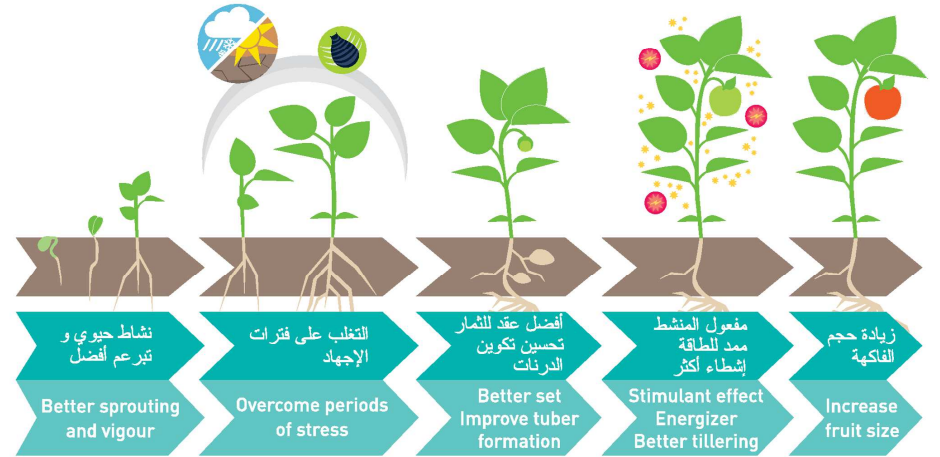 نشاط حيوي و
تبرعم أفضل
التغلب على فترات
الإجهاد
أفضل عقد للثمار
تحسين تكوين
الدرنات
مفعول المنشط
ممد للطاقة
إشطاء أكثر
زيادة حجم
الفاكهة
Better sprouting
and vigour
Overcome periods
of stress
Better set
Improve tuber
formation
Stimulant effect
Energizer
Better tillering
Increase
fruit size